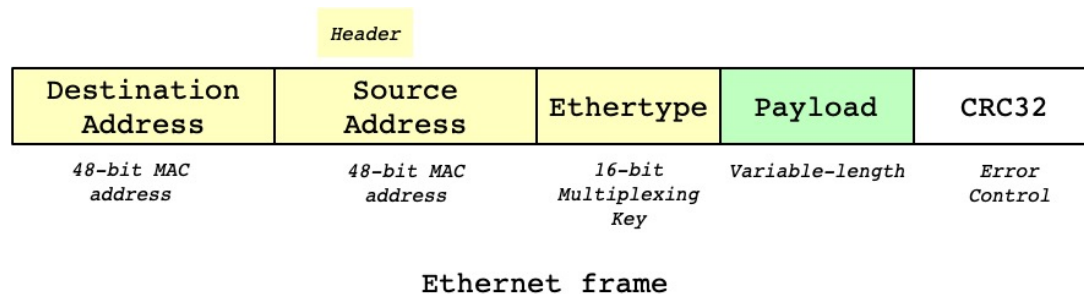 Header
Destination Address
Source Address
Ethertype
Payload
CRC32
48-bit MAC address
48-bit MAC address
16-bit Multiplexing Key
Variable-length
Error Control
Ethernet frame